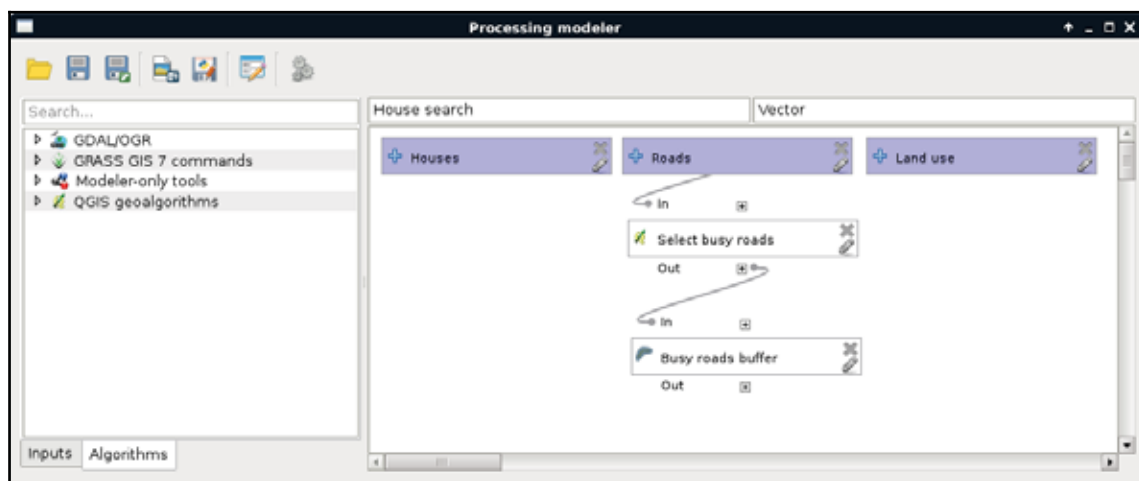 Processing modeler
Search...
House search
Vector
GDAL/OGR
GRASS GIS 7 commands
Modeler-only tools
QGIS geoalgorithms
Houses
Roads
Land use
In
Select busy roads
Out
In
Busy roads buffer
Out
Inputs
Algorithms